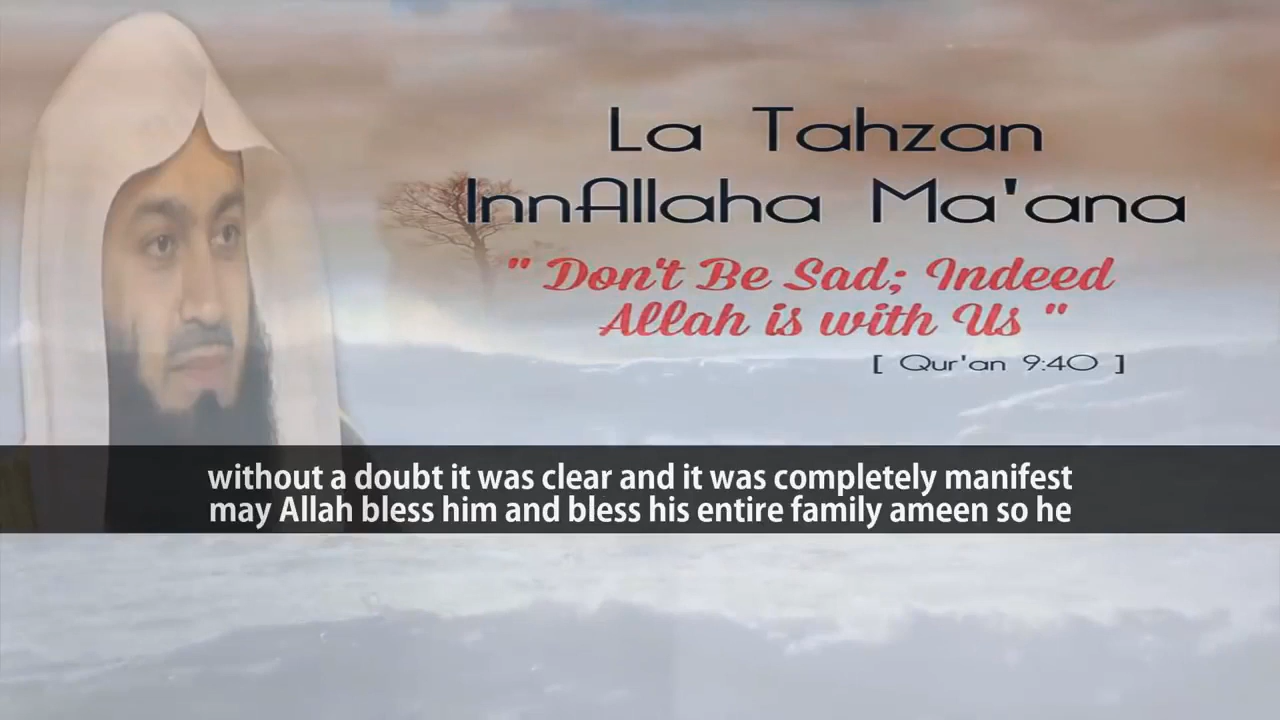 La Tahzan
InnAllaha Ma'ana
" Don't Be Sad; Indeed
Allah is with Us "
[ Qur'an 9:40 ]
without a doubt it was clear and it was completely manifest
may Allah bless him and bless his entire family ameen so he